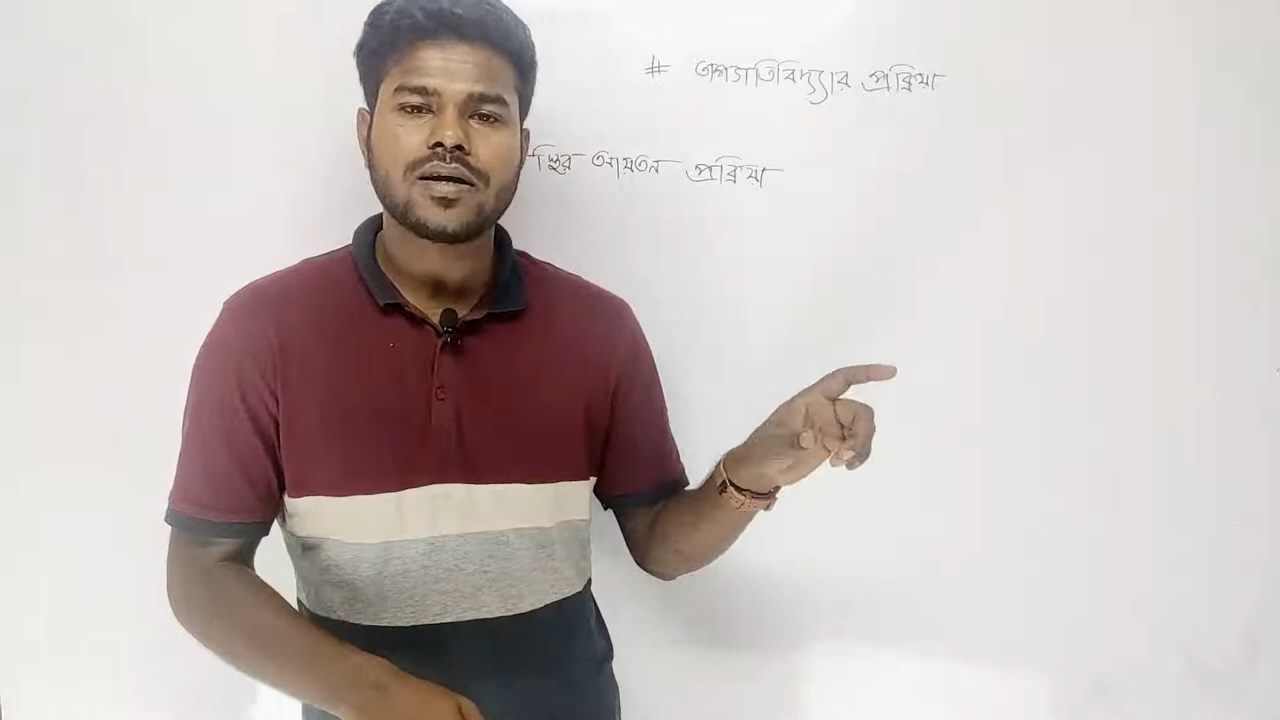 # তাপগতিবিদ্যার প্রক্রিয়া
স্থির আয়তন প্রক্রিয়া